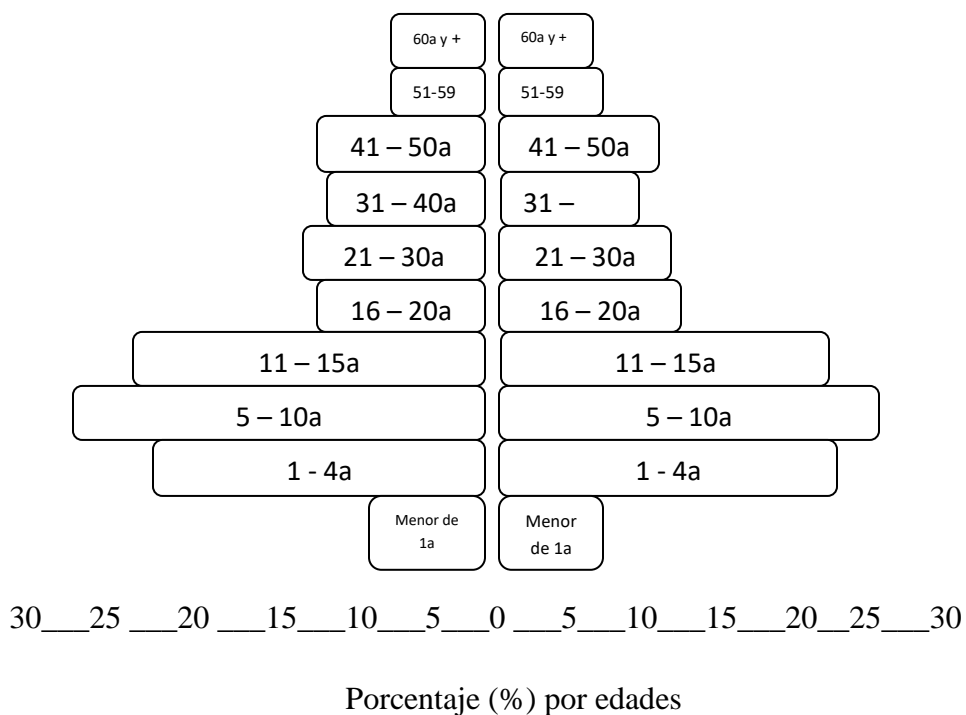 60a y + 60a y +
51-59 51-59
41 – 50a 41 – 50a
31 – 40a 31 –
21 – 30a 21 – 30a
16 – 20a 16 – 20a
11 – 15a 11 – 15a
5 – 10a 5 – 10a
1 - 4a 1 - 4a
Menor de Menor
1a de 1a
30___25 ___20 ___15___10___5___0 ___5___10___15___20__25___30
Porcentaje (%) por edades